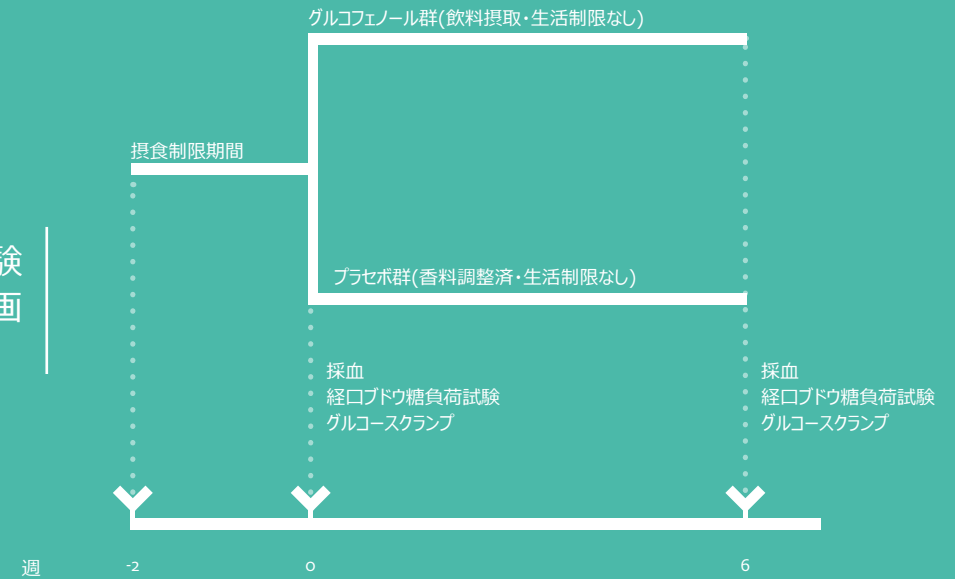 グルコフェノール群(飲料摂取・生活制限なし)
摂食制限期間
験
画
プラセボ群(香料調整済・生活制限なし)
採血
経口ブドウ糖負荷試験
グルコースクランプ
採血
経口ブドウ糖負荷試験
グルコースクランプ
週 -2 0 6